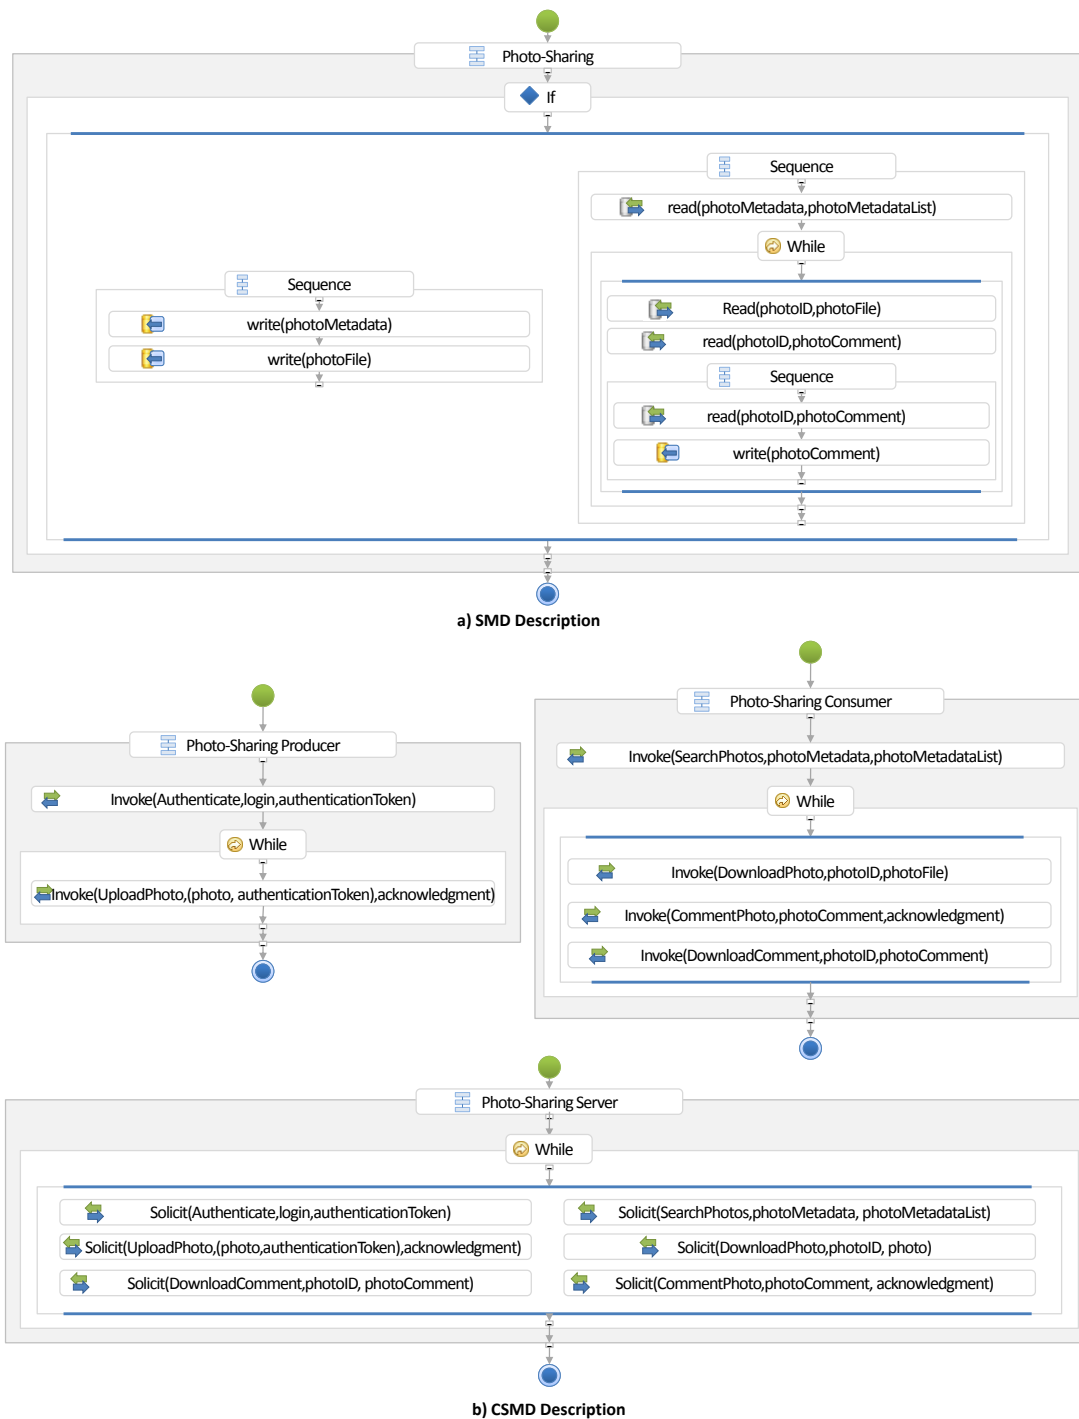 Photo-Sharing
If
Sequence
write(photoMetadata)
write(photoFile)
Sequence
read(photoMetadata,photoMetadataList)
While
Read(photoID,photoFile)
read(photoID,photoComment)
Sequence
read(photoID,photoComment)
write(photoComment)
a) SMD Description
Photo-Sharing Producer
Invoke(Authenticate,login,authenticationToken)
While
Invoke(UploadPhoto,(photo, authenticationToken),acknowledgment)
Photo-Sharing Consumer
Invoke(SearchPhotos,photoMetadata,photoMetadataList)
While
Invoke(DownloadPhoto,photoID,photoFile)
Invoke(CommentPhoto,photoComment,acknowledgment)
Invoke(DownloadComment,photoID,photoComment)
Photo-Sharing Server
While
Solicit(Authenticate,login,authenticationToken)
Solicit(SearchPhotos,photoMetadata, photoMetadataList)
Solicit(UploadPhoto,(photo,authenticationToken),acknowledgment)
Solicit(DownloadPhoto,photoID, photo)
Solicit(DownloadComment,photoID, photoComment)
Solicit(CommentPhoto,photoComment, acknowledgment)
b) CSMD Description